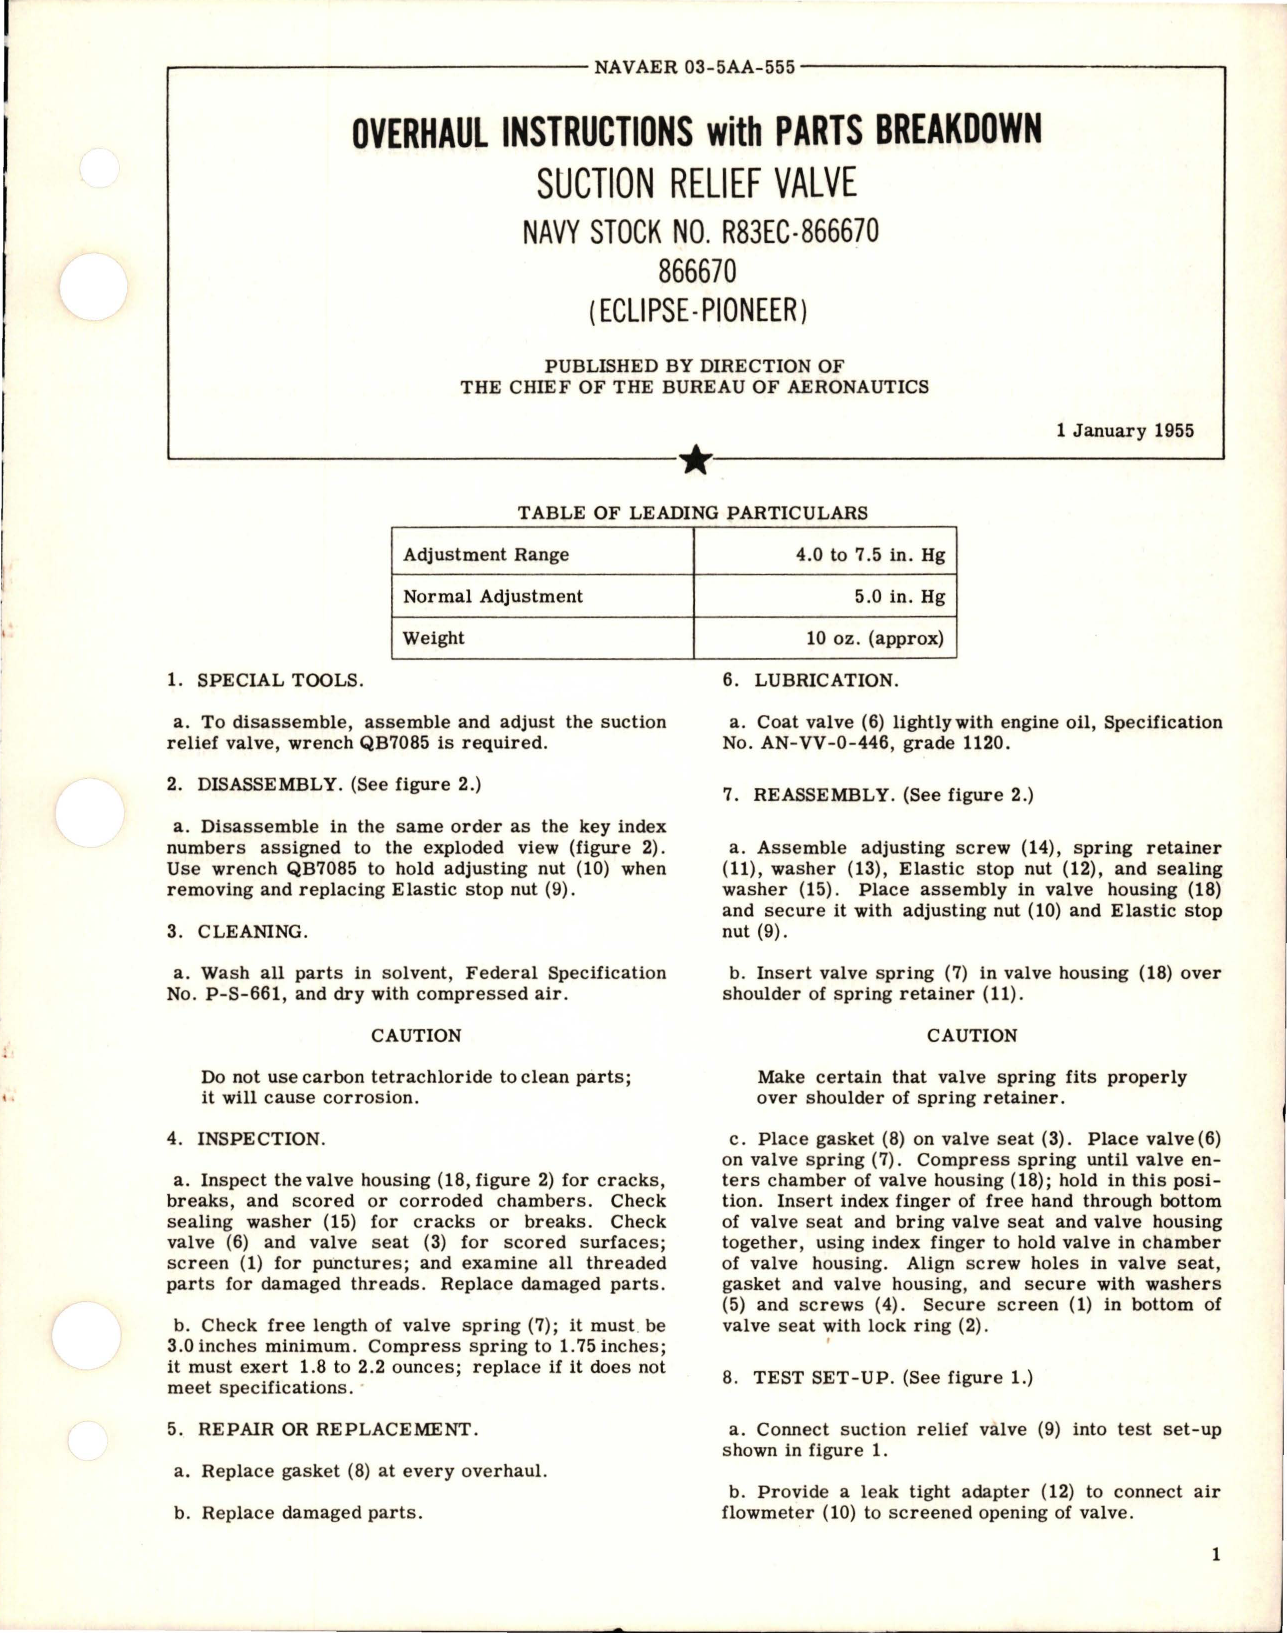 NAVAER 03-5AA-555
OVERHAUL INSTRUCTIONS with PARTS BREAKDOWN
SUCTION RELIEF VALVE
NAVY STOCK NO. R83EC-866670
866670
(ECLIPSE-PIONEER)
PUBLISHED BY DIRECTION OF
THE CHIEF OF THE BUREAU OF AERONAUTICS
1 January 1955
TABLE OF LEADING PARTICULARS
Adjustment Range 4.0 to 7.5 in. Hg
Normal Adjustment 5.0 in. Hg
Weight 10 oz. (approx)
1. SPECIAL TOOLS.
a. To disassemble, assemble and adjust the suction
relief valve, wrench QB7085 is required.
2. DISASSEMBLY. (See figure 2.)
a. Disassemble in the same order as the key index
numbers assigned to the exploded view (figure 2).
Use wrench QB7085 to hold adjusting nut (10) when
removing and replacing Elastic stop nut (9).
3. CLEANING.
a. Wash all parts in solvent, Federal Specification
No. P-S-661, and dry with compressed air.
CAUTION
Do not use carbon tetrachloride to clean parts;
it will cause corrosion.
4. INSPECTION.
a. Inspect the valve housing (18, figure 2) for cracks,
breaks, and scored or corroded chambers. Check
sealing washer (15) for cracks or breaks. Check
valve (6) and valve seat (3) for scored surfaces;
screen (1) for punctures; and examine all threaded
parts for damaged threads. Replace damaged parts.
b. Check free length of valve spring (7); it must be
3.0 inches minimum. Compress spring to 1.75 inches;
it must exert 1.8 to 2.2 ounces; replace if it does not
meet specifications.
5. REPAIR OR REPLACEMENT.
a. Replace gasket (8) at every overhaul.
b. Replace damaged parts.
6. LUBRICATION.
a. Coat valve (6) lightly with engine oil, Specification
No. AN-VV-0-446, grade 1120.
7. REASSEMBLY. (See figure 2.)
a. Assemble adjusting screw (14), spring retainer
(11), washer (13), Elastic stop nut (12), and sealing
washer (15). Place assembly in valve housing (18)
and secure it with adjusting nut (10) and Elastic stop
nut (9).
b. Insert valve spring (7) in valve housing (18) over
shoulder of spring retainer (11).
CAUTION
Make certain that valve spring fits properly
over shoulder of spring retainer.
c. Place gasket (8) on valve seat (3). Place valve (6)
on valve spring (7). Compress spring until valve en-
ters chamber of valve housing (18); hold in this posi-
tion. Insert index finger of free hand through bottom
of valve seat and bring valve seat and valve housing
together, using index finger to hold valve in chamber
of valve housing. Align screw holes in valve seat,
gasket and valve housing, and secure with washers
(5) and screws (4). Secure screen (1) in bottom of
valve seat with lock ring (2).
8. TEST SET-UP. (See figure 1.)
a. Connect suction relief valve (9) into test set-up
shown in figure 1.
b. Provide a leak tight adapter (12) to connect air
flowmeter (10) to screened opening of valve.
1